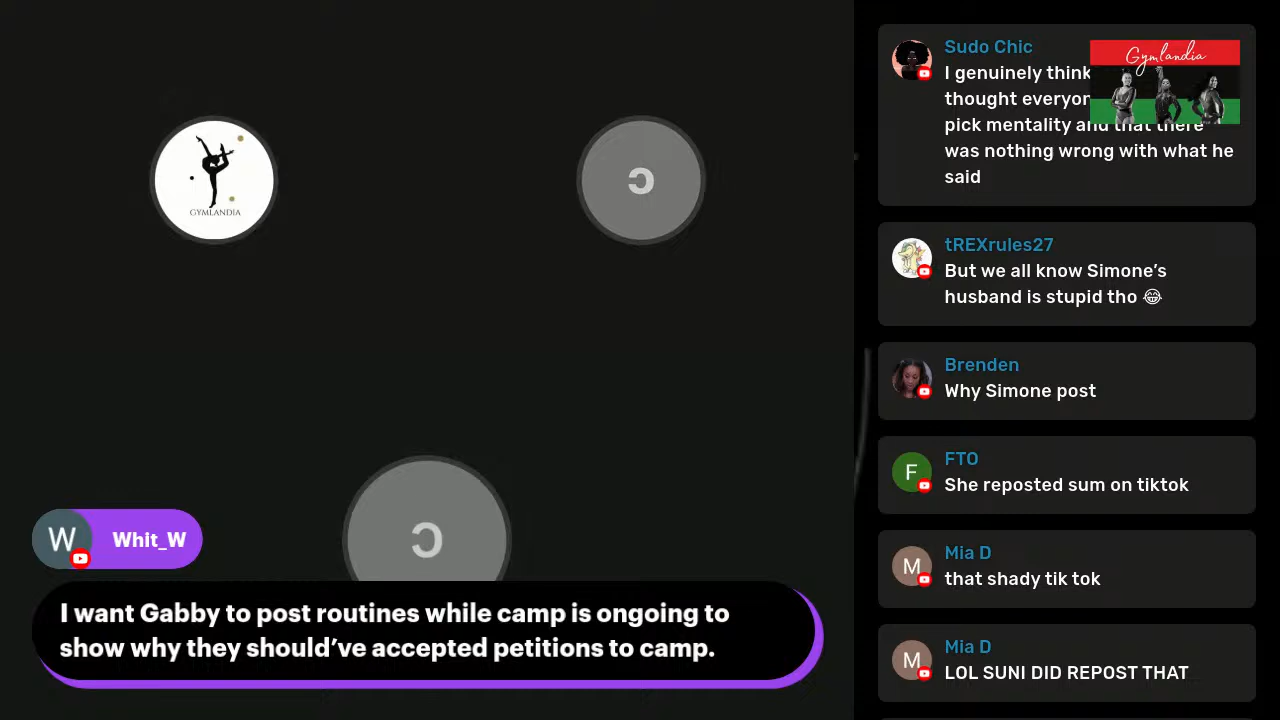 GYMLANDIA
ɔ
ɔ
W
Whit_W
I want Gabby to post routines while camp is ongoing to
show why they should’ve accepted petitions to camp.
Sudo Chic
I genuinely think
thought everyon
pick mentality and that there
was nothing wrong with what he
said
Gymlandia
tREXrules27
But we all know Simone’s
husband is stupid tho 😂
Brenden
Why Simone post
F
FTO
She reposted sum on tiktok
M
Mia D
that shady tik tok
M
Mia D
LOL SUNI DID REPOST THAT